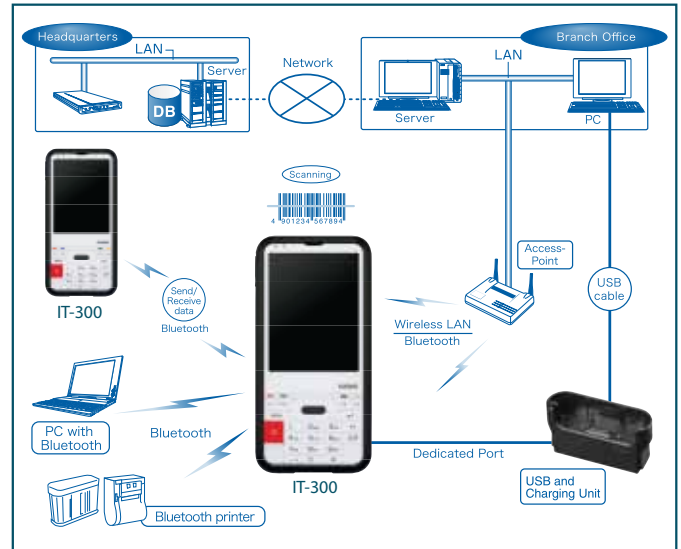 Headquarters
LAN
Server
DB
Network
Branch Office
LAN
Server
PC
Scanning
4 901234 567894
Access-
Point
USB
cable
IT-300
Send/
Receive
data
Bluetooth
Wireless LAN
Bluetooth
PC with
Bluetooth
Bluetooth
Dedicated Port
USB and
Charging Unit
IT-300
Bluetooth printer